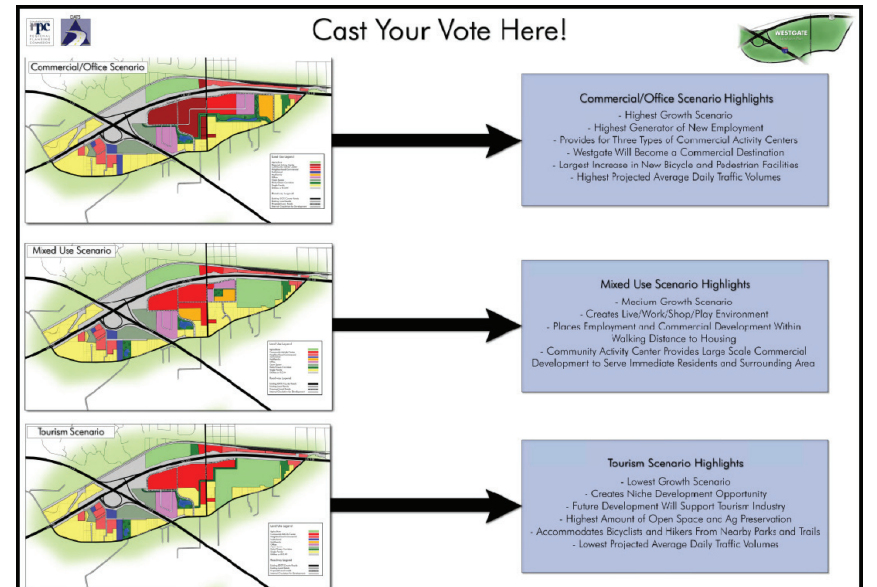 rpc
Cast Your Vote Here!
WESTGATE
Commercial/Office Scenario
Commercial/Office Scenario Highlights
- Highest Growth Scenario
- Highest Generator of New Employment
- Provides for Three Types of Commercial Activity Centers
- Westgate Will Become a Commercial Destination
- Largest Increase in New Bicycle and Pedestrian Facilities
- Highest Projected Average Daily Traffic Volumes
Mixed Use Scenario
Mixed Use Scenario Highlights
- Medium Growth Scenario
- Creates Live/Work/Shop/Play Environment
- Places Employment and Commercial Development Within
Walking Distance to Housing
- Community Activity Center Provides Large Scale Commercial
Development to Serve Immediate Residents and Surrounding Area
Tourism Scenario
Tourism Scenario Highlights
- Lowest Growth Scenario
- Creates Niche Development Opportunity
- Future Development Will Support Tourism Industry
- Highest Amount of Open Space and Ag Preservation
- Accommodates Bicyclists and Hikers From Nearby Parks and Trails
- Lowest Projected Average Daily Traffic Volumes